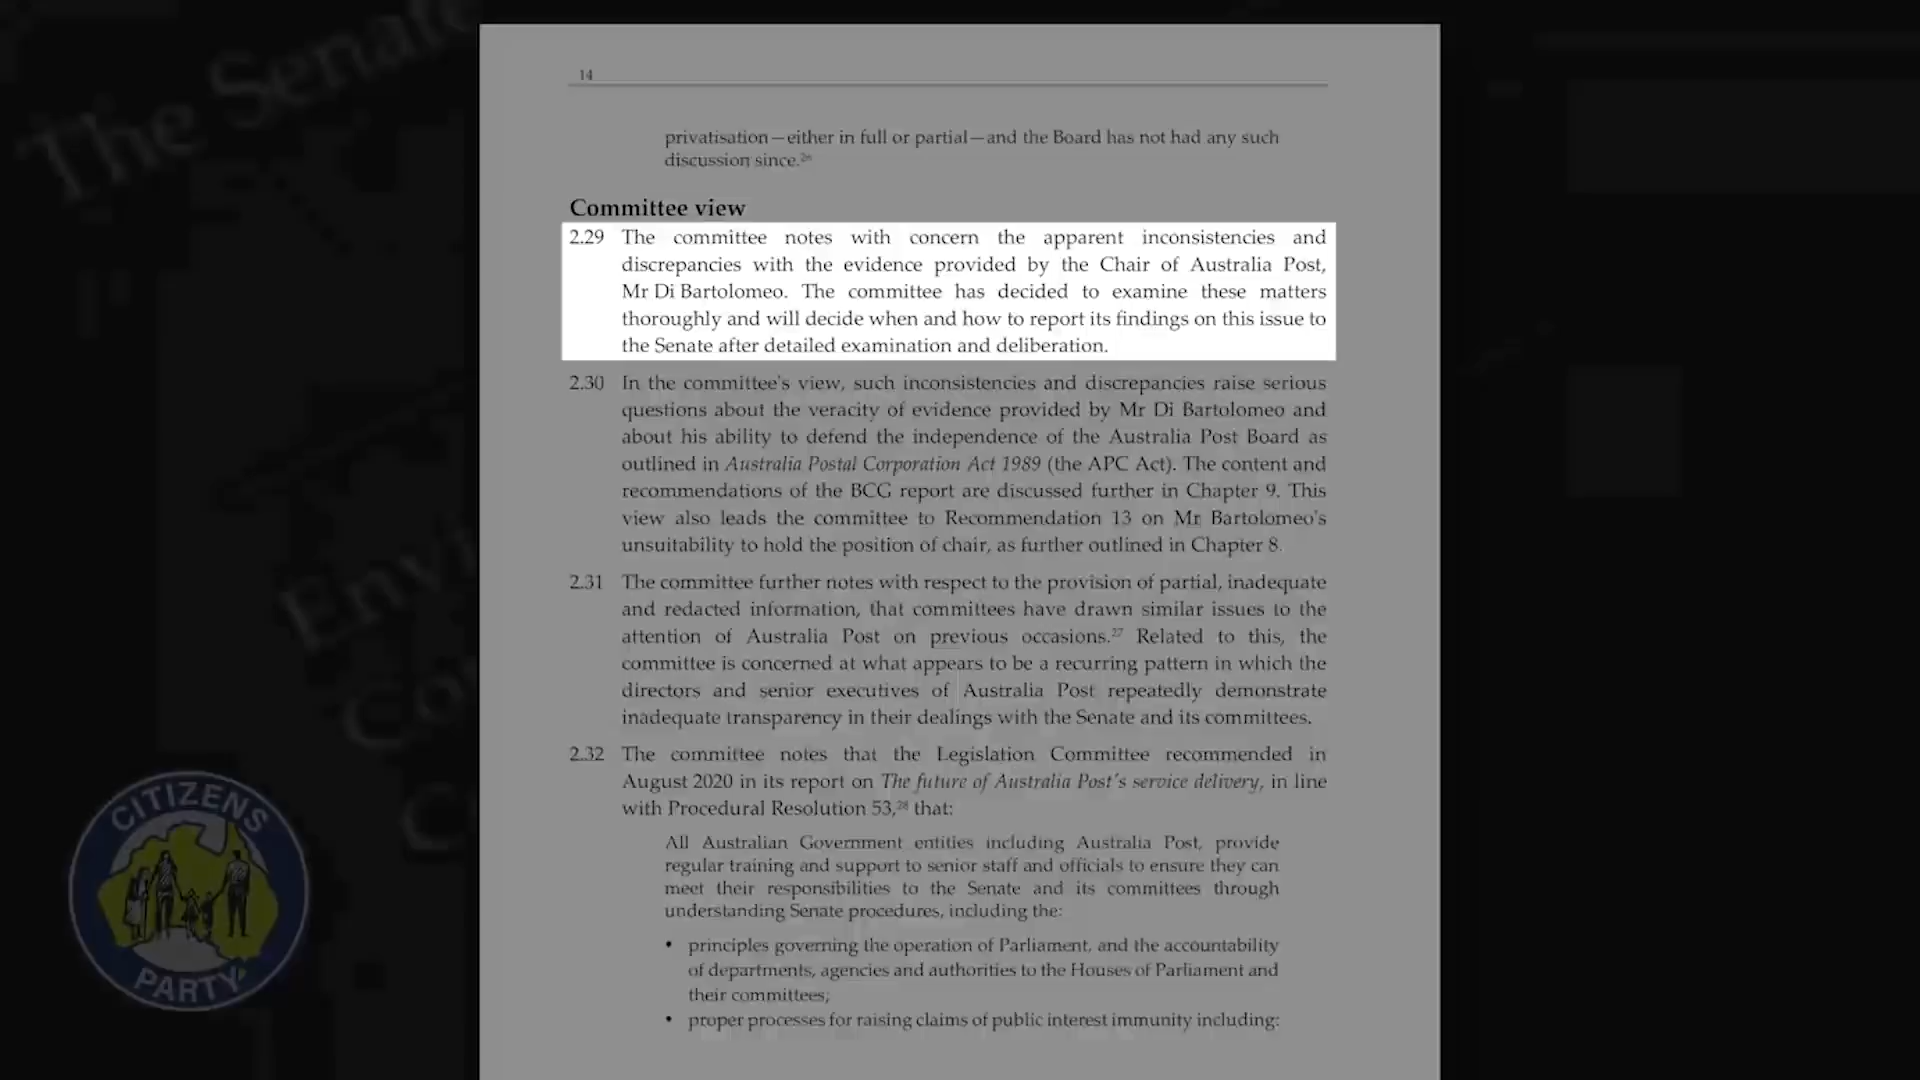 The Senate
Envi
Co
C
CITIZENS
PARTY
14
privatisation—either in full or partial—and the Board has not had any such
discussion since.26
Committee view
2.29 The committee notes with concern the apparent inconsistencies and
discrepancies with the evidence provided by the Chair of Australia Post,
Mr Di Bartolomeo. The committee has decided to examine these matters
thoroughly and will decide when and how to report its findings on this issue to
the Senate after detailed examination and deliberation.
2.30 In the committee's view, such inconsistencies and discrepancies raise serious
questions about the veracity of evidence provided by Mr Di Bartolomeo and
about his ability to defend the independence of the Australia Post Board as
outlined in Australia Postal Corporation Act 1989 (the APC Act). The content and
recommendations of the BCG report are discussed further in Chapter 9. This
view also leads the committee to Recommendation 13 on Mr Bartolomeo's
unsuitability to hold the position of chair, as further outlined in Chapter 8.
2.31 The committee further notes with respect to the provision of partial, inadequate
and redacted information, that committees have drawn similar issues to the
attention of Australia Post on previous occasions.27 Related to this, the
committee is concerned at what appears to be a recurring pattern in which the
directors and senior executives of Australia Post repeatedly demonstrate
inadequate transparency in their dealings with the Senate and its committees.
2.32 The committee notes that the Legislation Committee recommended in
August 2020 in its report on The future of Australia Post's service delivery, in line
with Procedural Resolution 53,28 that:
All Australian Government entities including Australia Post, provide
regular training and support to senior staff and officials to ensure they can
meet their responsibilities to the Senate and its committees through
understanding Senate procedures, including the:
• principles governing the operation of Parliament, and the accountability
of departments, agencies and authorities to the Houses of Parliament and
their committees;
• proper processes for raising claims of public interest immunity including: